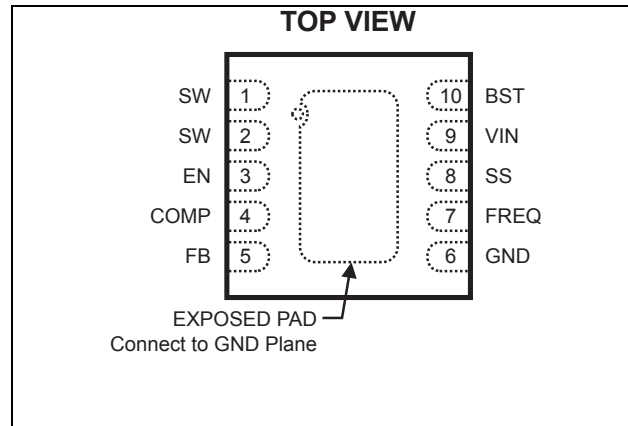 TOP VIEW
SW 1 10 BST
SW 2 9 VIN
EN 3 8 SS
COMP 4 7 FREQ
FB 5 6 GND
EXPOSED PAD
Connect to GND Plane